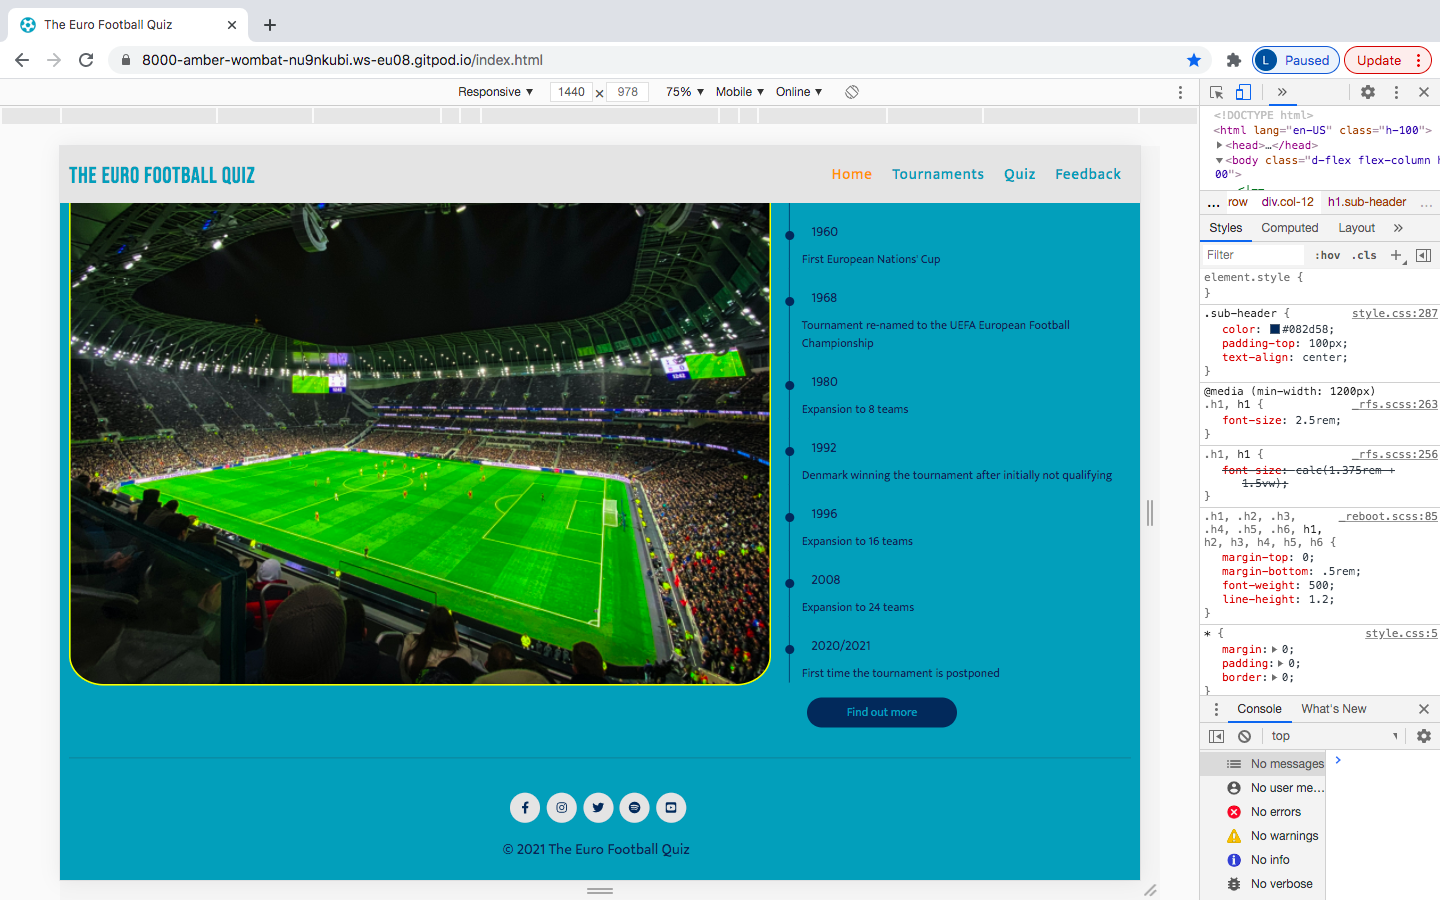 The Euro Football Quiz
8000-amber-wombat-nu9nkubi.ws-eu08.gitpod.io/index.html
L Paused
Update
Responsive ▼ 1440 × 978 75% ▼ Mobile ▼ Online ▼
THE EURO FOOTBALL QUIZ
Home Tournaments Quiz Feedback
1960
First European Nations' Cup
1968
Tournament re-named to the UEFA European Football
Championship
1980
Expansion to 8 teams
1992
Denmark winning the tournament after initially not qualifying
1996
Expansion to 16 teams
2008
Expansion to 24 teams
2020/2021
First time the tournament is postponed
Find out more
© 2021 The Euro Football Quiz
<!DOCTYPE html>
<html lang="en-US" class="h-100">
<head>…</head>
<body class="d-flex flex-column h
00">
<!--
… row div.col-12 h1.sub-header …
Styles Computed Layout »
Filter :hov .cls +
element.style {
}
.sub-header { style.css:287
color: #082d58;
padding-top: 100px;
text-align: center;
}
@media (min-width: 1200px)
.h1, h1 { _rfs.scss:263
font-size: 2.5rem;
}
.h1, h1 { _rfs.scss:256
font-size: calc(1.375rem +
1.5vw);
}
.h1, .h2, .h3, _reboot.scss:85
.h4, .h5, .h6, h1,
h2, h3, h4, h5, h6 {
margin-top: 0;
margin-bottom: .5rem;
font-weight: 500;
line-height: 1.2;
}
* { style.css:5
margin: 0;
padding: 0;
border: 0;
}
Console What's New
top
No messages
No user me…
No errors
No warnings
No info
No verbose